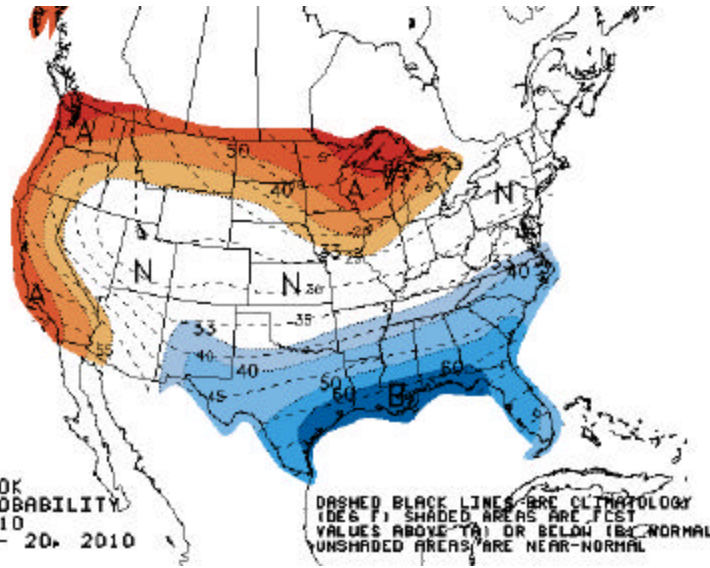 A
50
A
40
N
33
N
N
30
35
A
33
40
55
33
40
40
45
50
60
60
B
OK
OBABILITY
10
- 20, 2010
DASHED BLACK LINES ARE CLIMATOLOGY
(DEG F) SHADED AREAS ARE FCST
VALUES ABOVE (A) OR BELOW (B) NORMAL
UNSHADED AREAS ARE NEAR-NORMAL